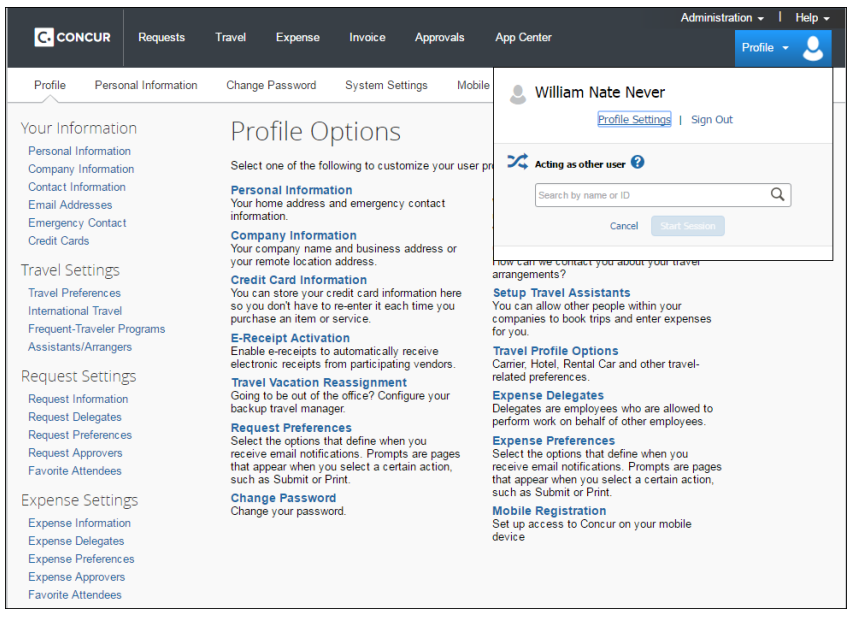 Administration | Help
C. CONCUR Requests Travel Expense Invoice Approvals App Center Profile
Profile Personal Information Change Password System Settings Mobile
William Nate Never
Profile Settings | Sign Out
Acting as other user ?
Search by name or ID
Cancel Start Session
Your Information
Personal Information
Company Information
Contact Information
Email Addresses
Emergency Contact
Credit Cards
Travel Settings
Travel Preferences
International Travel
Frequent-Traveler Programs
Assistants/Arrangers
Request Settings
Request Information
Request Delegates
Request Preferences
Request Approvers
Favorite Attendees
Expense Settings
Expense Information
Expense Delegates
Expense Preferences
Expense Approvers
Favorite Attendees
Profile Options
Select one of the following to customize your user pr
Personal Information
Your home address and emergency contact
information.
Company Information
Your company name and business address or
your remote location address.
Credit Card Information
You can store your credit card information here
so you don't have to re-enter it each time you
purchase an item or service.
E-Receipt Activation
Enable e-receipts to automatically receive
electronic receipts from participating vendors.
Travel Vacation Reassignment
Going to be out of the office? Configure your
backup travel manager.
Request Preferences
Select the options that define when you
receive email notifications. Prompts are pages
that appear when you select a certain action,
such as Submit or Print.
Change Password
Change your password.
How can we contact you about your travel
arrangements?
Setup Travel Assistants
You can allow other people within your
companies to book trips and enter expenses
for you.
Travel Profile Options
Carrier, Hotel, Rental Car and other travel-
related preferences.
Expense Delegates
Delegates are employees who are allowed to
perform work on behalf of other employees.
Expense Preferences
Select the options that define when you
receive email notifications. Prompts are pages
that appear when you select a certain action,
such as Submit or Print.
Mobile Registration
Set up access to Concur on your mobile
device